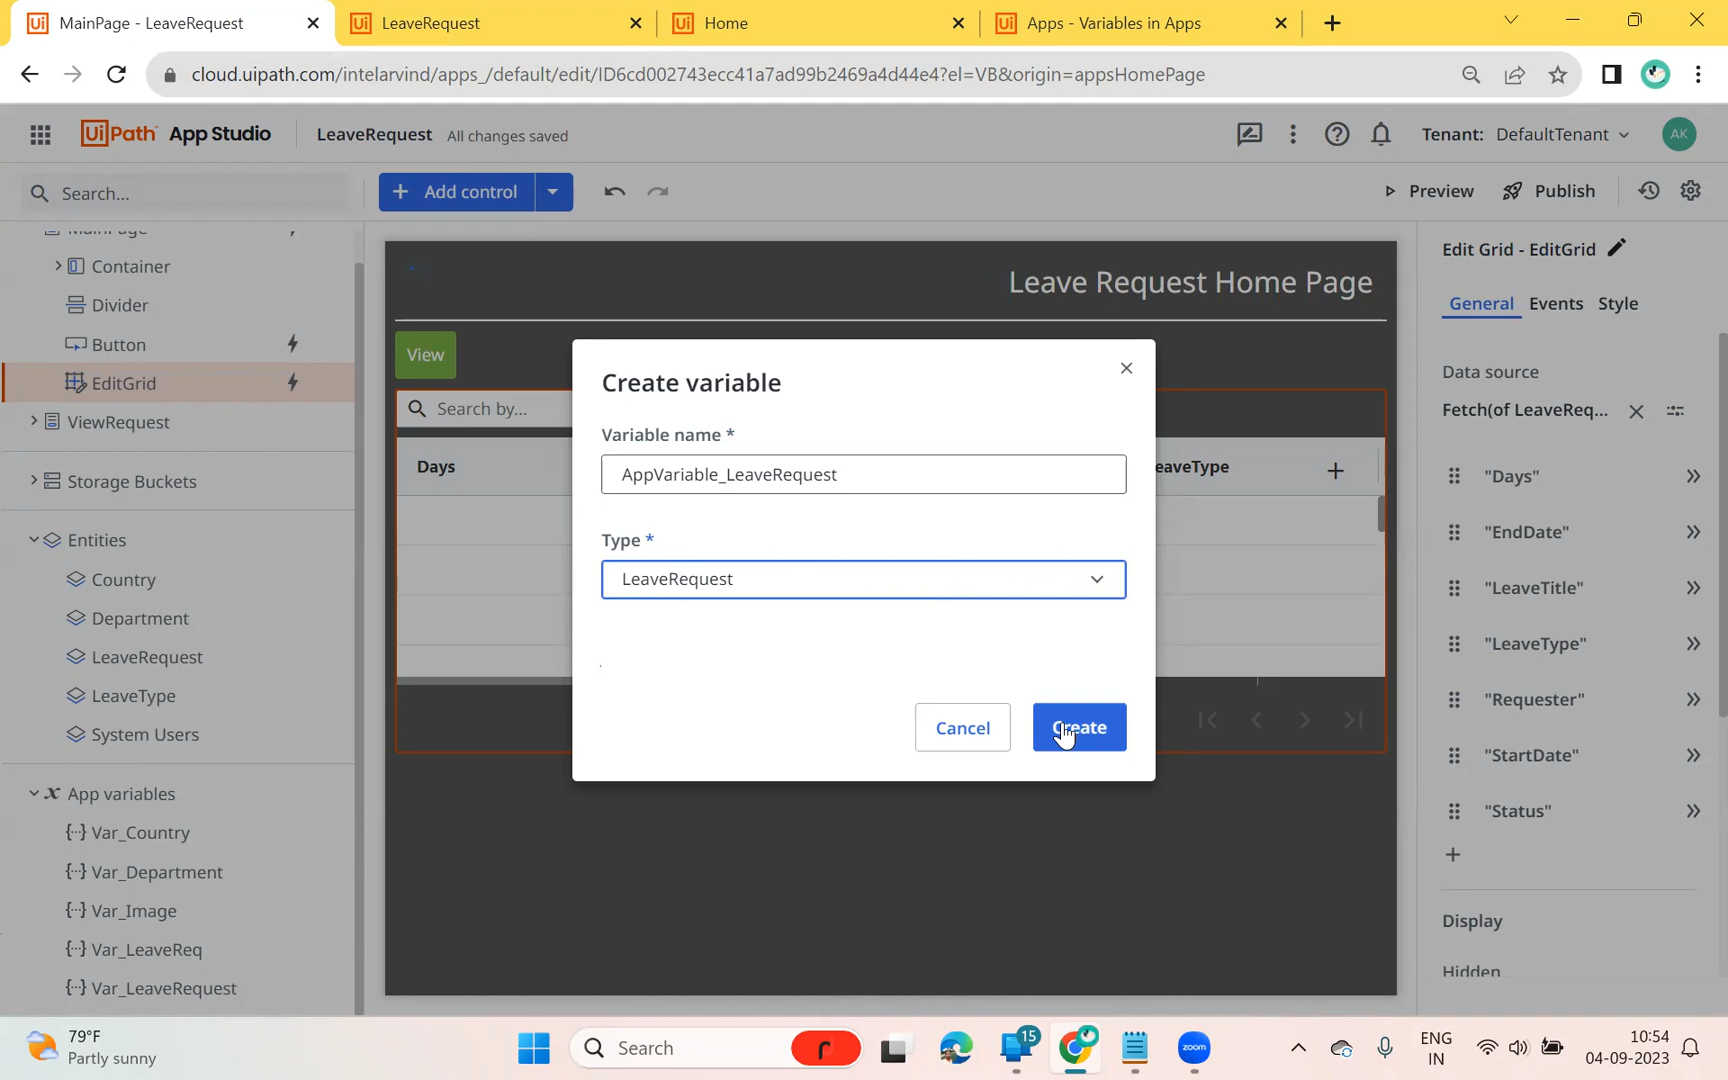 MainPage - LeaveRequest
LeaveRequest
Home
Apps - Variables in Apps
cloud.uipath.com/intelarvind/apps_/default/edit/ID6cd002743ecc41a7ad99b2469a4d44e4?el=VB&origin=appsHomePage
UiPath App Studio
LeaveRequest
All changes saved
Tenant: DefaultTenant
AK
Search...
Add control
Preview
Publish
MainPage
Container
Divider
Button
EditGrid
ViewRequest
Storage Buckets
Entities
Country
Department
LeaveRequest
LeaveType
System Users
App variables
Var_Country
Var_Department
Var_Image
Var_LeaveReq
Var_LeaveRequest
Leave Request Home Page
View
Search by...
Days
eaveType
Create variable
Variable name *
AppVariable_LeaveRequest
Type *
LeaveRequest
Cancel
Create
Edit Grid - EditGrid
General
Events
Style
Data source
Fetch(of LeaveReq...
"Days"
"EndDate"
"LeaveTitle"
"LeaveType"
"Requester"
"StartDate"
"Status"
Display
Hidden
79°F
Partly sunny
Search
15
zoom
ENG
IN
10:54
04-09-2023